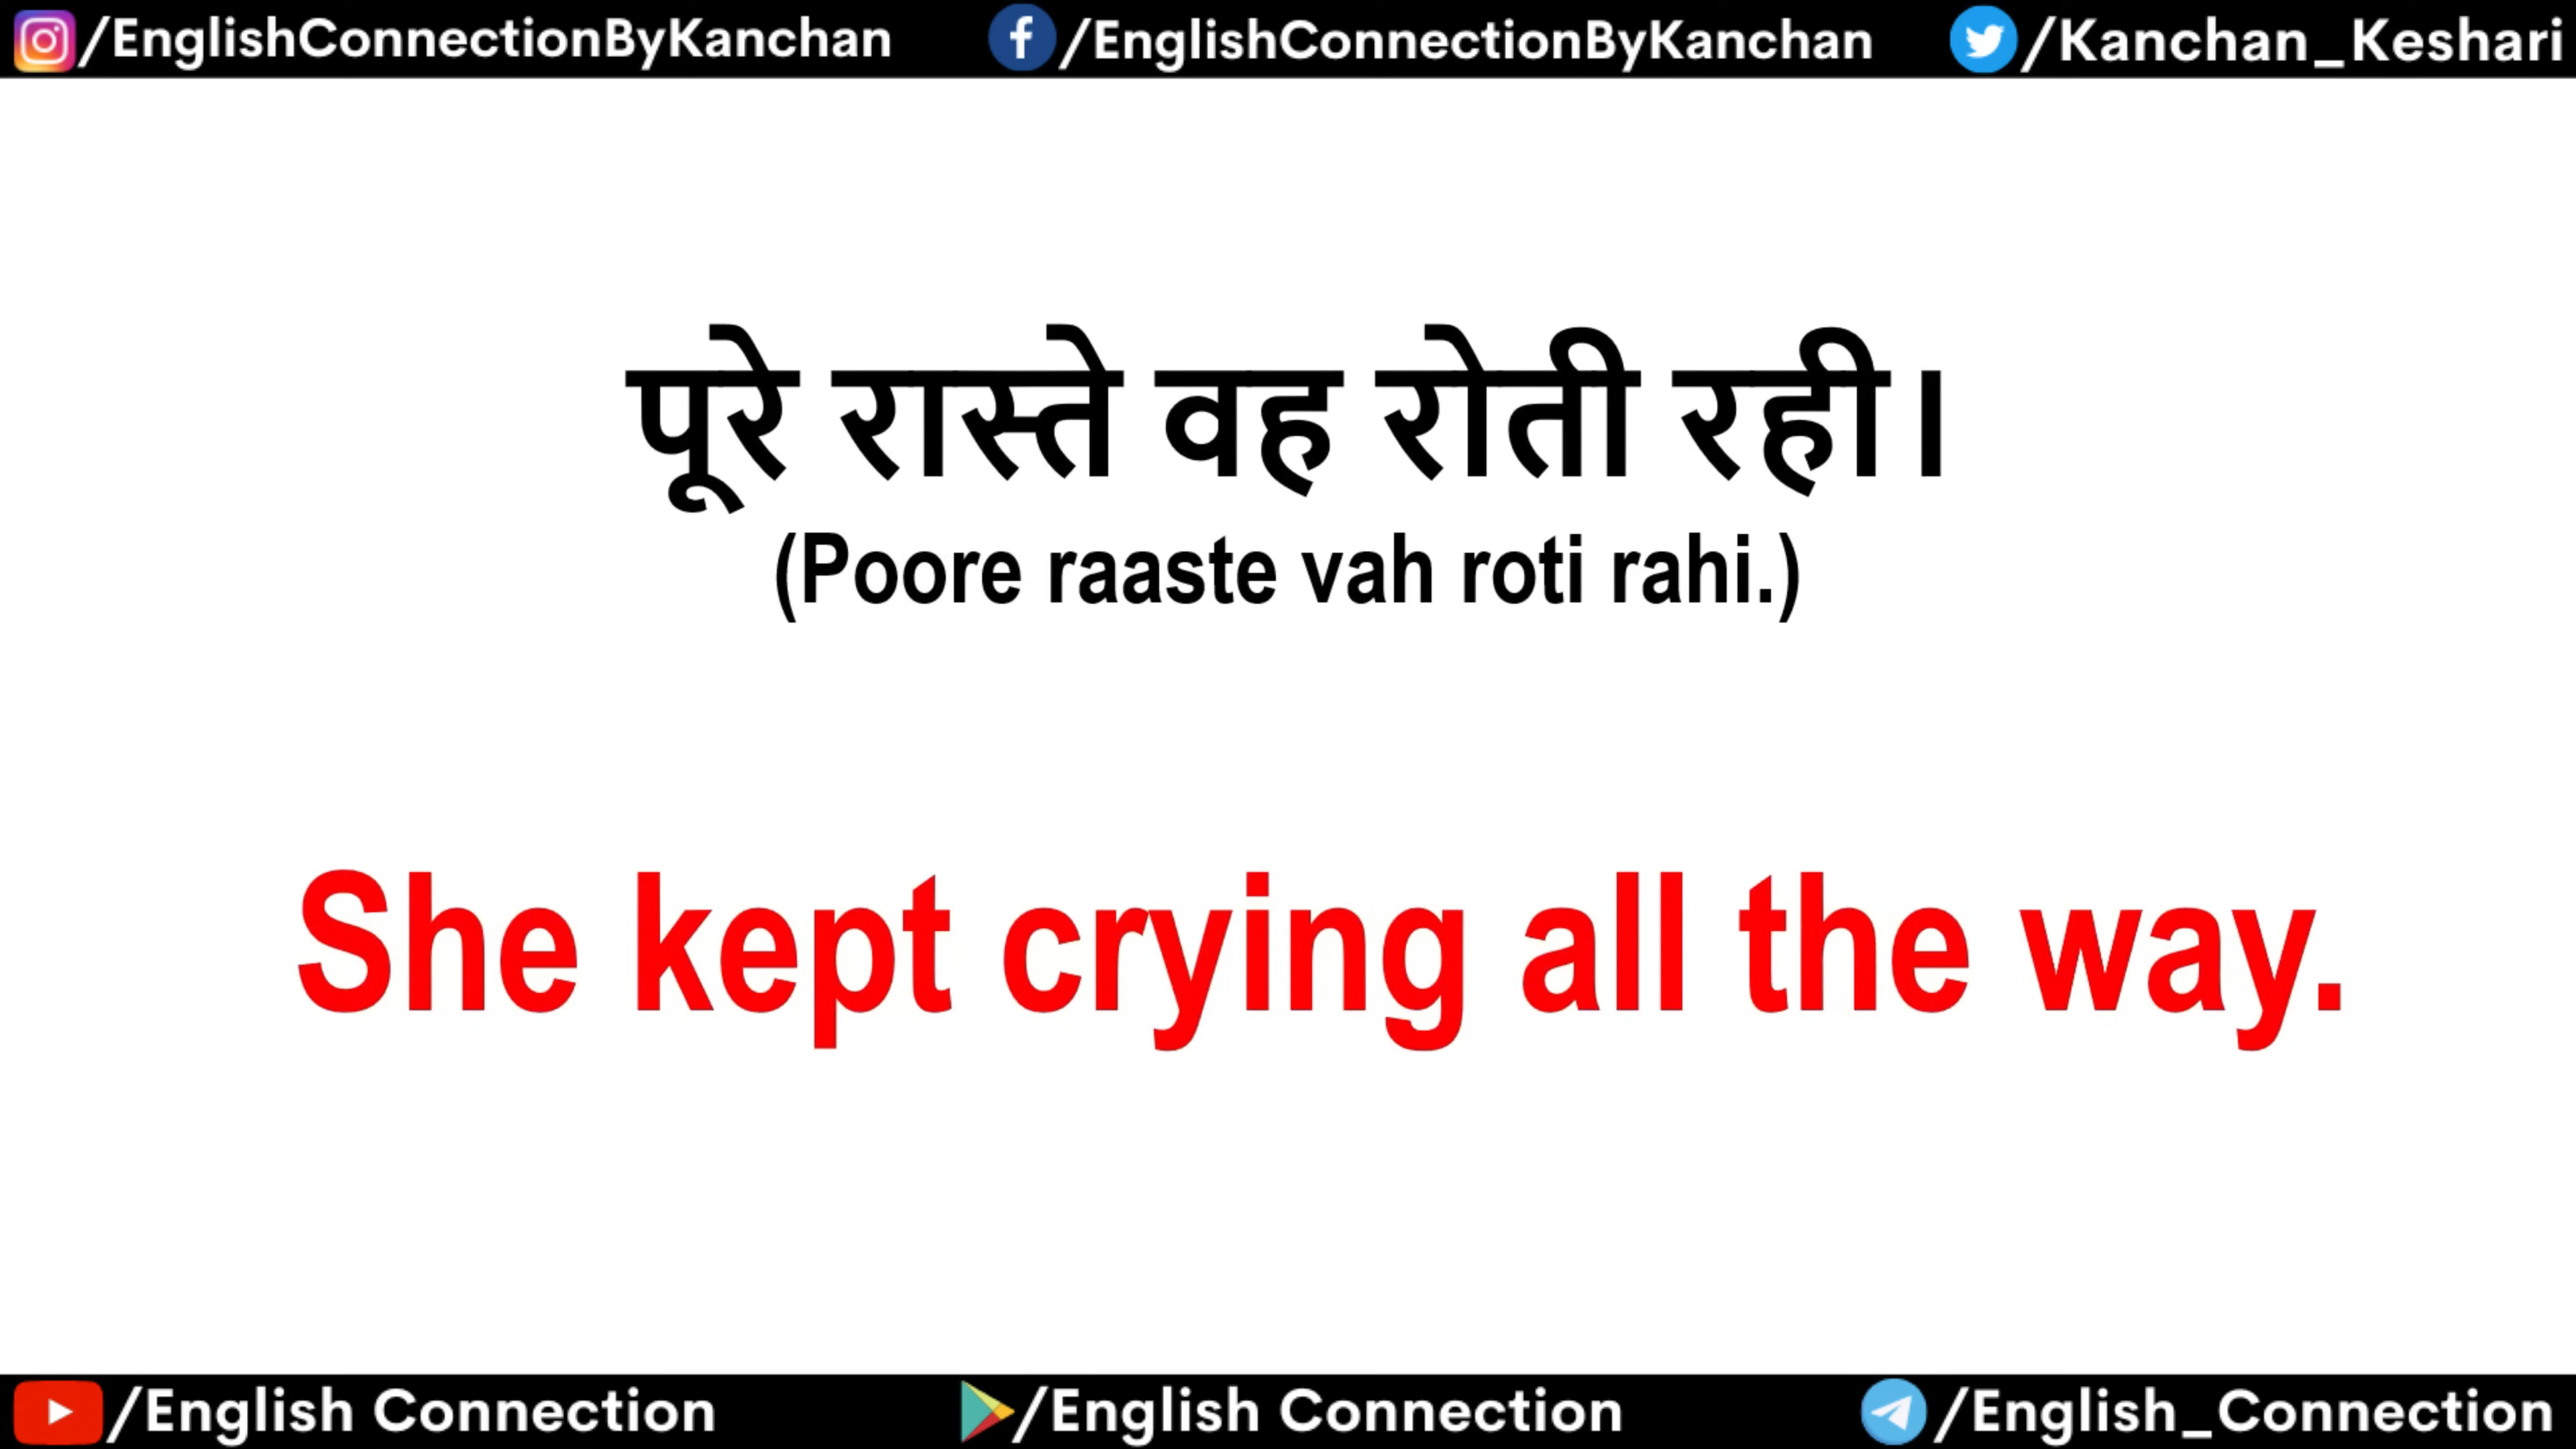 /EnglishConnectionByKanchan /EnglishConnectionByKanchan /Kanchan_Keshari
पूरे रास्ते वह रोती रही।
(Poore raaste vah roti rahi.)
She kept crying all the way.
/English Connection /English Connection /English_Connection